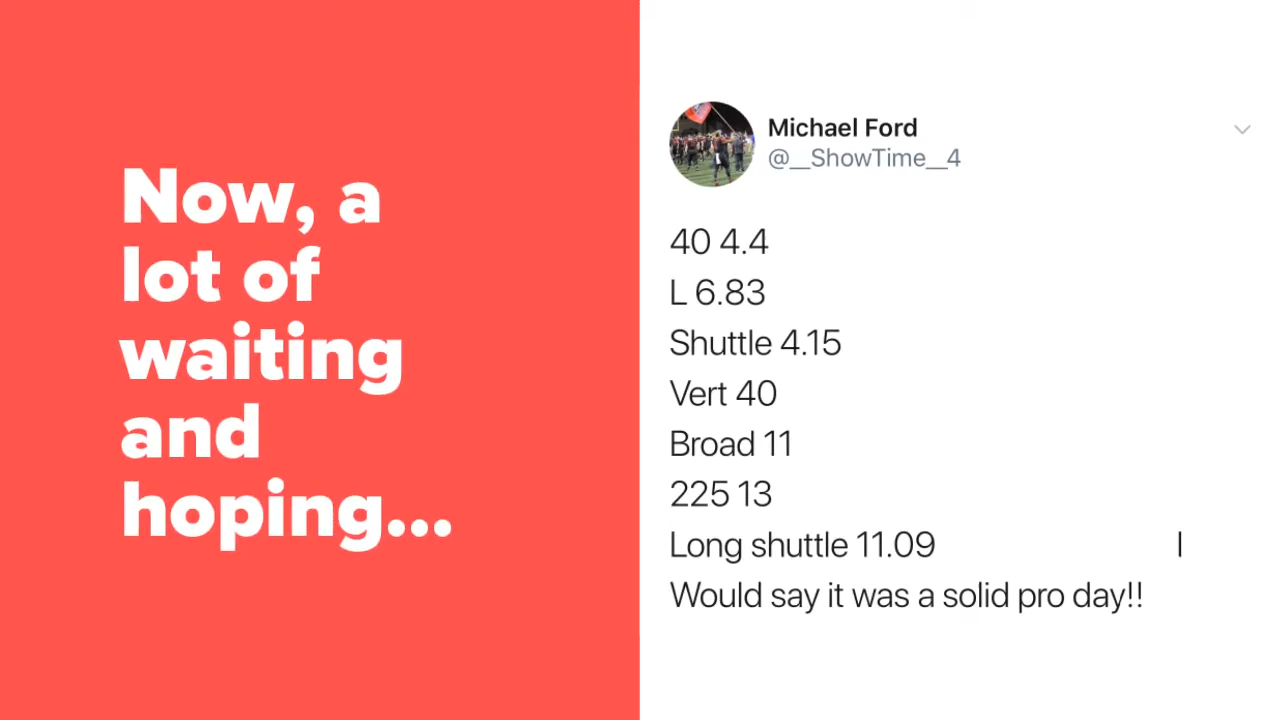 Now, a
lot of
waiting
and
hoping...
Michael Ford
@__ShowTime__4
40 4.4
L 6.83
Shuttle 4.15
Vert 40
Broad 11
225 13
Long shuttle 11.09
Would say it was a solid pro day!!